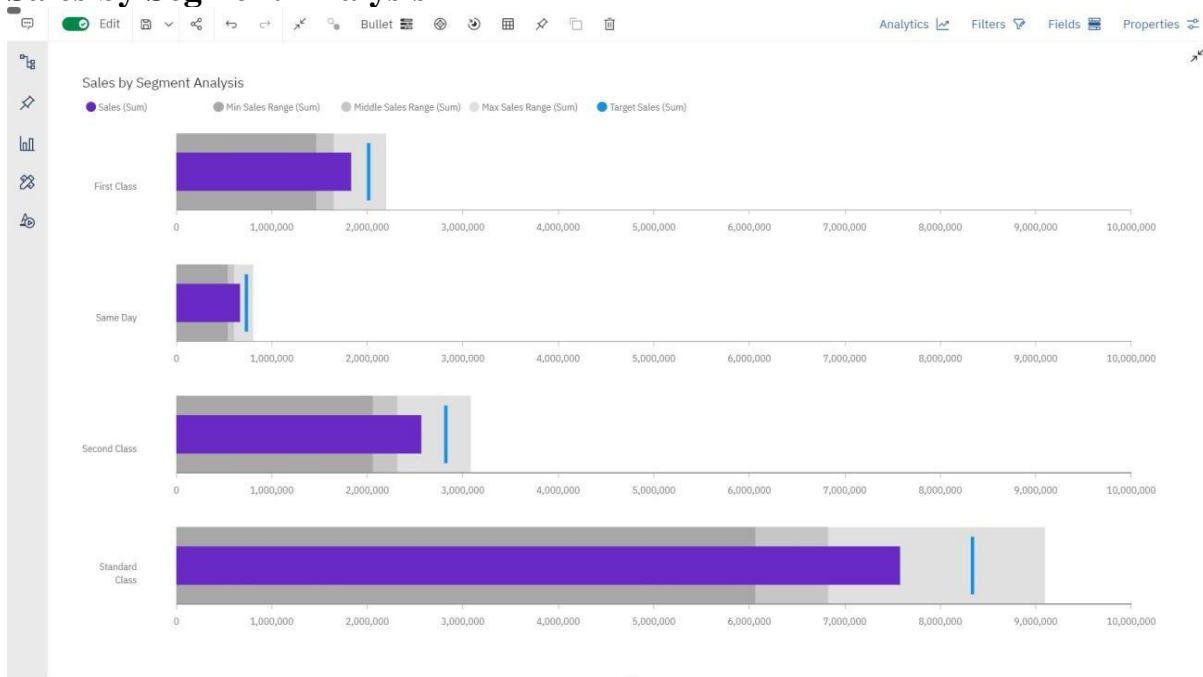 Sales by Segment Analysis
Edit Bullet Analytics Filters Fields Properties
Sales by Segment Analysis
Sales (Sum) Min Sales Range (Sum) Middle Sales Range (Sum) Max Sales Range (Sum) Target Sales (Sum)
First Class
0 1,000,000 2,000,000 3,000,000 4,000,000 5,000,000 6,000,000 7,000,000 8,000,000 9,000,000 10,000,000
Same Day
0 1,000,000 2,000,000 3,000,000 4,000,000 5,000,000 6,000,000 7,000,000 8,000,000 9,000,000 10,000,000
Second Class
0 1,000,000 2,000,000 3,000,000 4,000,000 5,000,000 6,000,000 7,000,000 8,000,000 9,000,000 10,000,000
Standard
Class
0 1,000,000 2,000,000 3,000,000 4,000,000 5,000,000 6,000,000 7,000,000 8,000,000 9,000,000 10,000,000